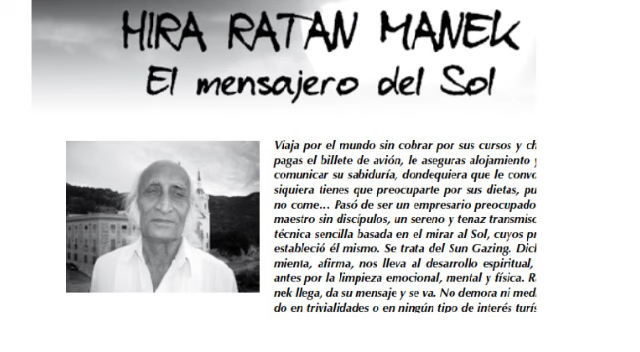 HIRA RATAN MANEK
El mensajero del Sol
Viaja por el mundo sin cobrar por sus cursos y
pagas el billete de avión, le aseguras alojamiento
comunicar su sabiduría, dondequiera que le
siquiera tienes que preocuparte por sus dietas,
no come... Pasó de ser un empresario preocupado
maestro sin discípulos, un sereno y tenaz
técnica sencilla basada en el mirar al Sol, cuyos
estableció él mismo. Se trata del Sun Gazing.
mienta, afirma, nos lleva al desarrollo espiritual,
antes por la limpieza emocional, mental y física.
nek llega, da su mensaje y se va. No demora ni
do en trivialidades o en ningún tipo de interés